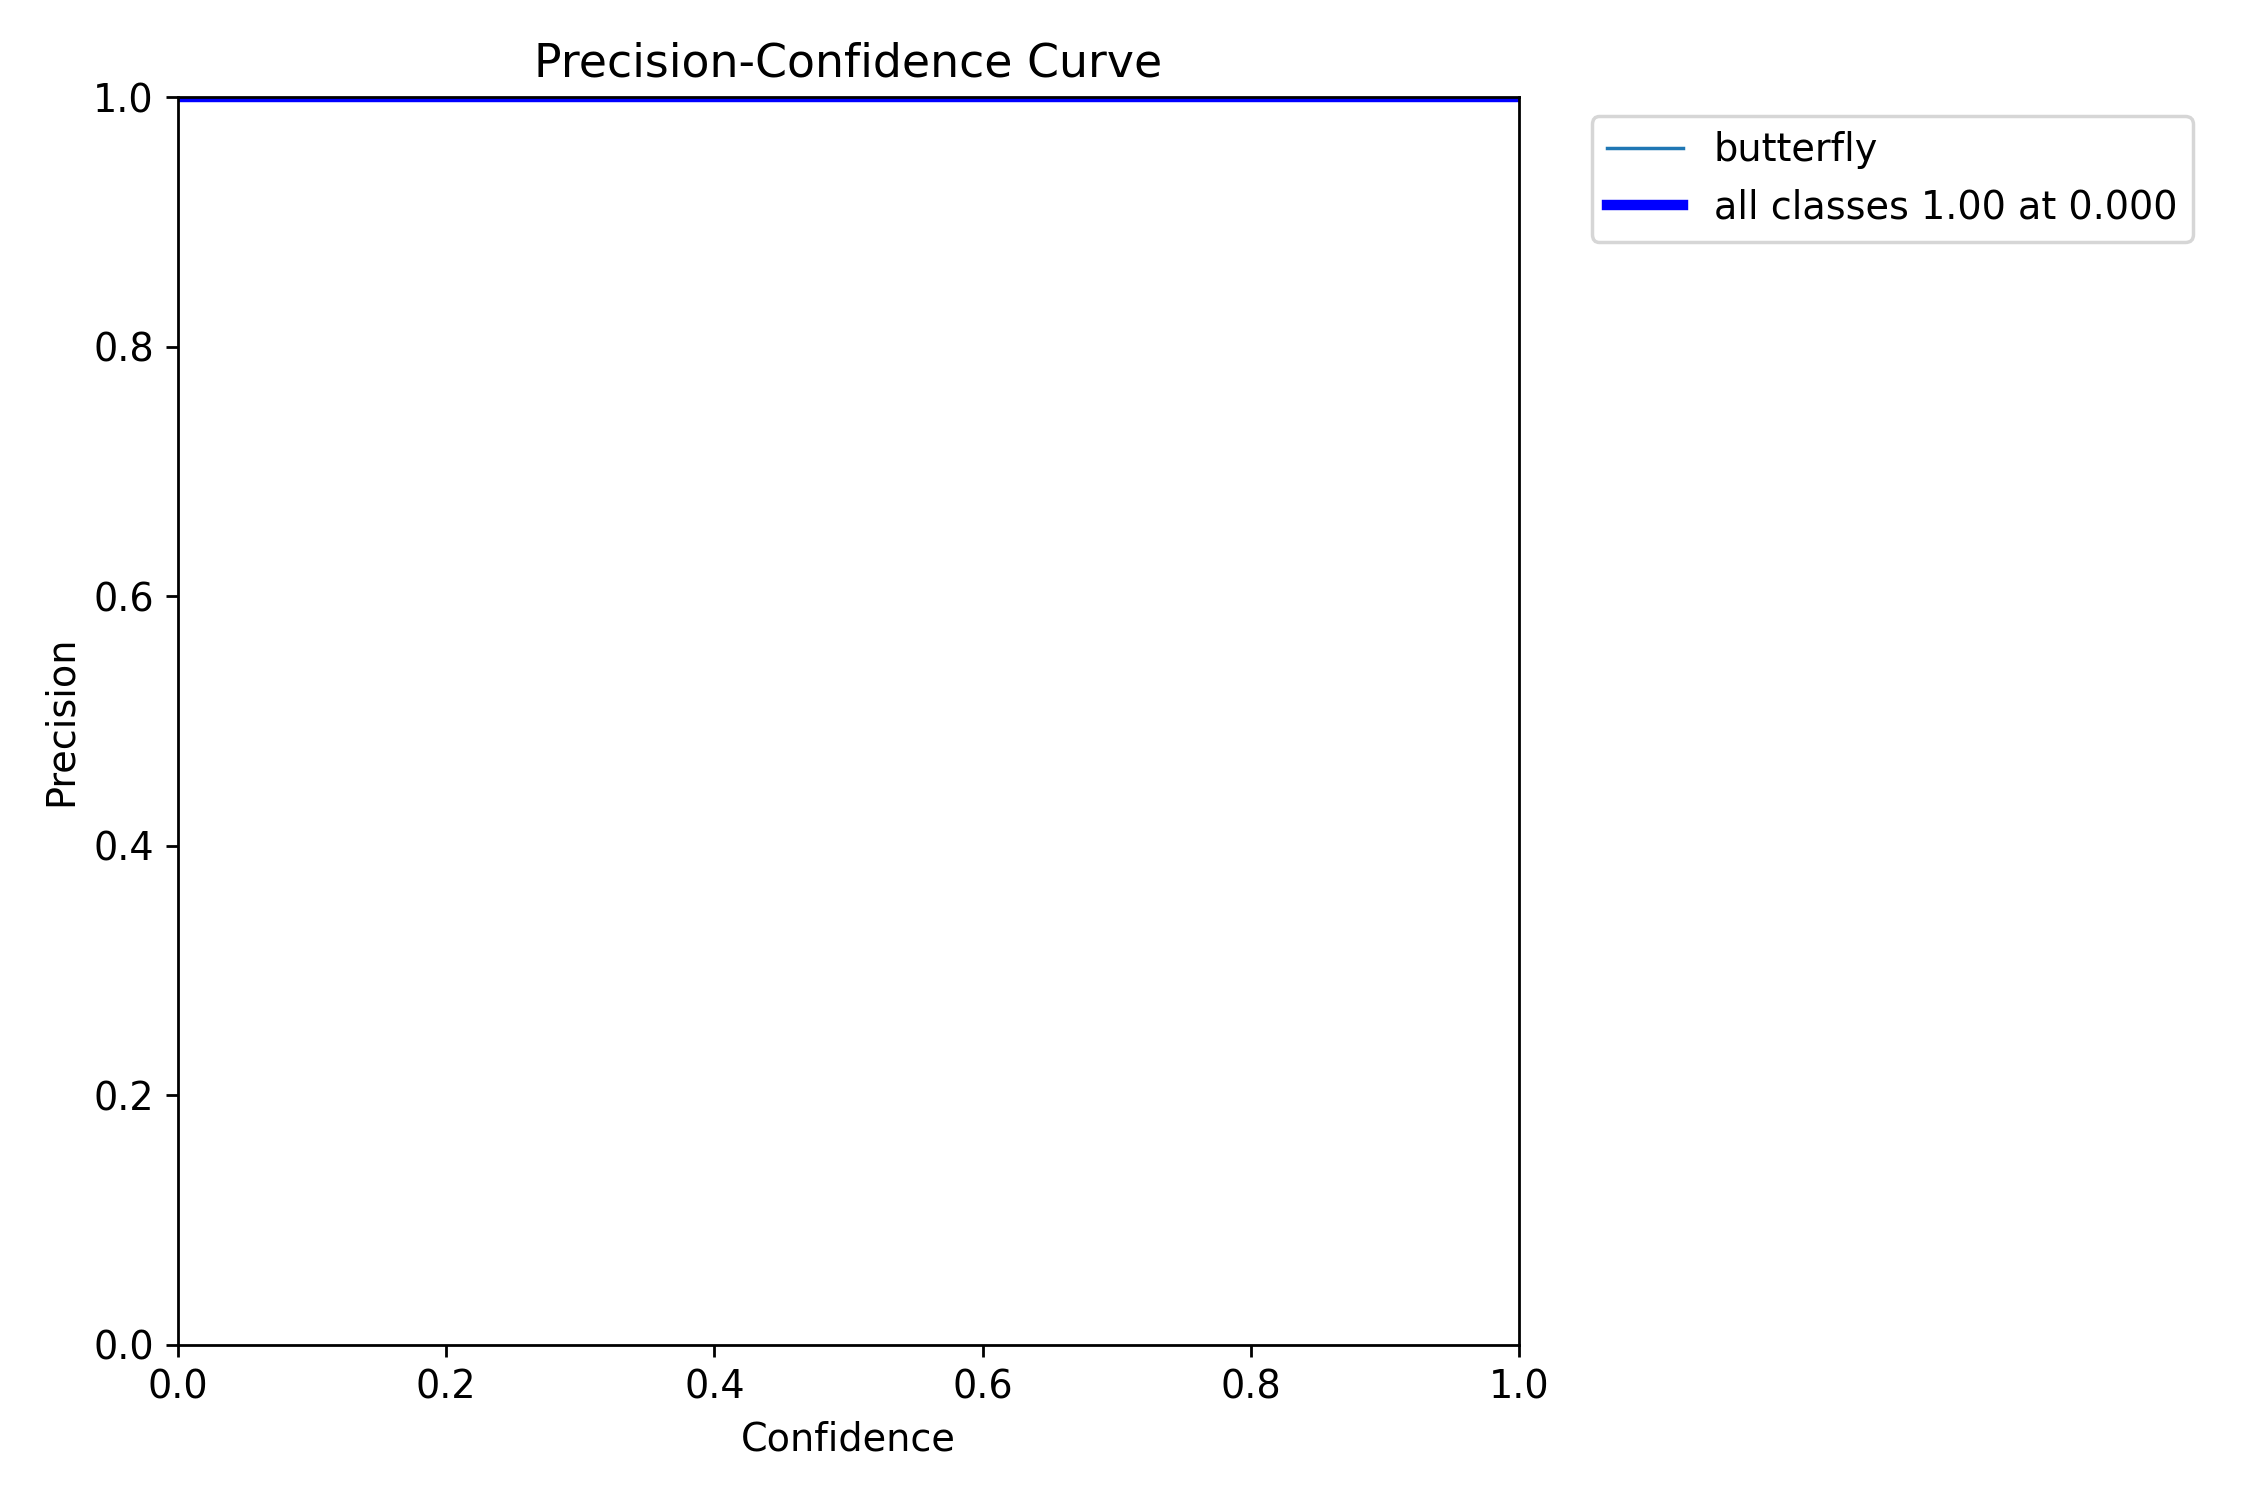 Precision-Confidence Curve
1.0
0.8
0.6
0.4
0.2
0.0
Precision
0.0 0.2 0.4 0.6 0.8 1.0
Confidence
butterfly
all classes 1.00 at 0.000